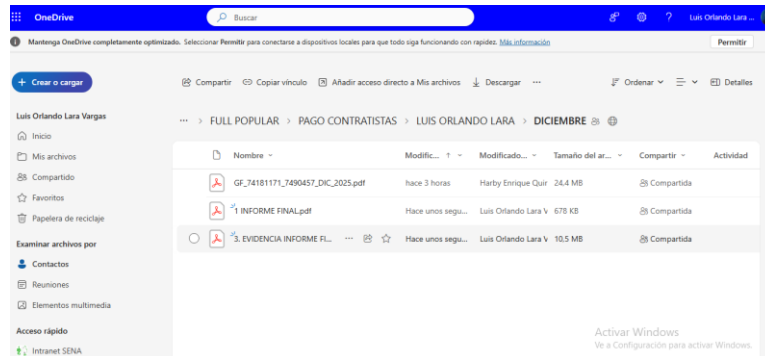 OneDrive
Buscar
Luis Orlando Lara ...
Mantenga OneDrive completamente optimizado. Seleccionar Permitir para conectarse a dispositivos locales para que todo siga funcionando con rapidez. Más información
Permitir
+ Crear o cargar
Compartir
Copiar vínculo
Añadir acceso directo a Mis archivos
Descargar
...
Ordenar
Detalles
Luis Orlando Lara Vargas
Inicio
Mis archivos
Compartido
Favoritos
Papelera de reciclaje
Examinar archivos por
Contactos
Reuniones
Elementos multimedia
Acceso rápido
Intranet SENA
... > FULL POPULAR > PAGO CONTRATISTAS > LUIS ORLANDO LARA > DICIEMBRE
Nombre Modific... ↑ Modificado... Tamaño del ar... Compartir Actividad
GF_74181171_7490457_DIC_2025.pdf hace 3 horas Harby Enrique Quir 24,4 MB Compartida
1 INFORME FINAL.pdf Hace unos segu... Luis Orlando Lara V 678 KB Compartida
3. EVIDENCIA INFORME FI... ... Hace unos segu... Luis Orlando Lara V 10,5 MB Compartida
Activar Windows
Ve a Configuración para activar Windows.